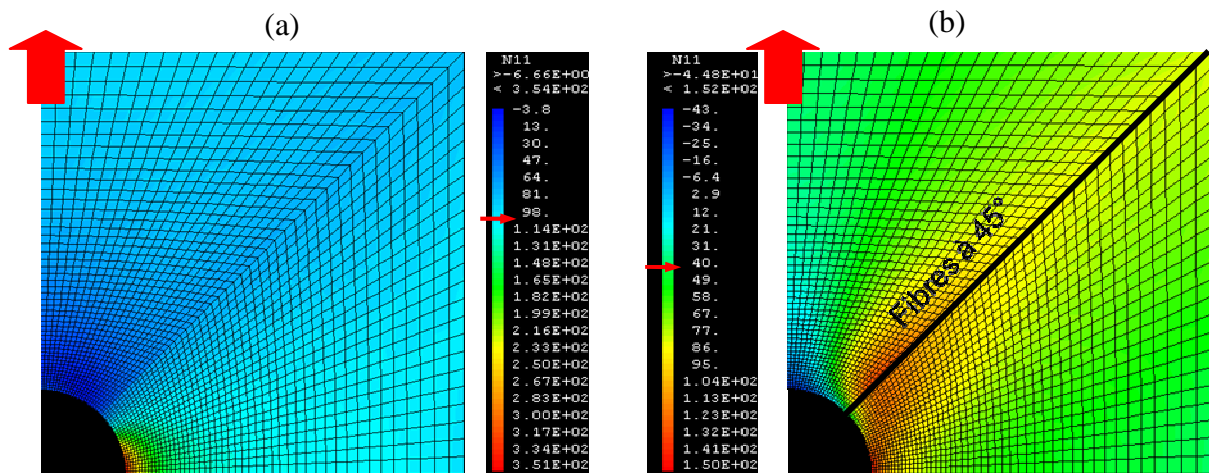 (a)
(b)
N11
>-6.66E+00
< 3.54E+02
-3.8
13.
30.
47.
64.
81.
98.
1.14E+02
1.31E+02
1.48E+02
1.65E+02
1.82E+02
1.99E+02
2.16E+02
2.33E+02
2.50E+02
2.67E+02
2.83E+02
3.00E+02
3.17E+02
3.34E+02
3.51E+02
N11
>-4.48E+01
< 1.52E+02
-43.
-34.
-25.
-16.
-6.4
2.9
12.
21.
31.
40.
49.
58.
67.
77.
86.
95.
1.04E+02
1.13E+02
1.23E+02
1.32E+02
1.41E+02
1.50E+02
Fibres à 45°